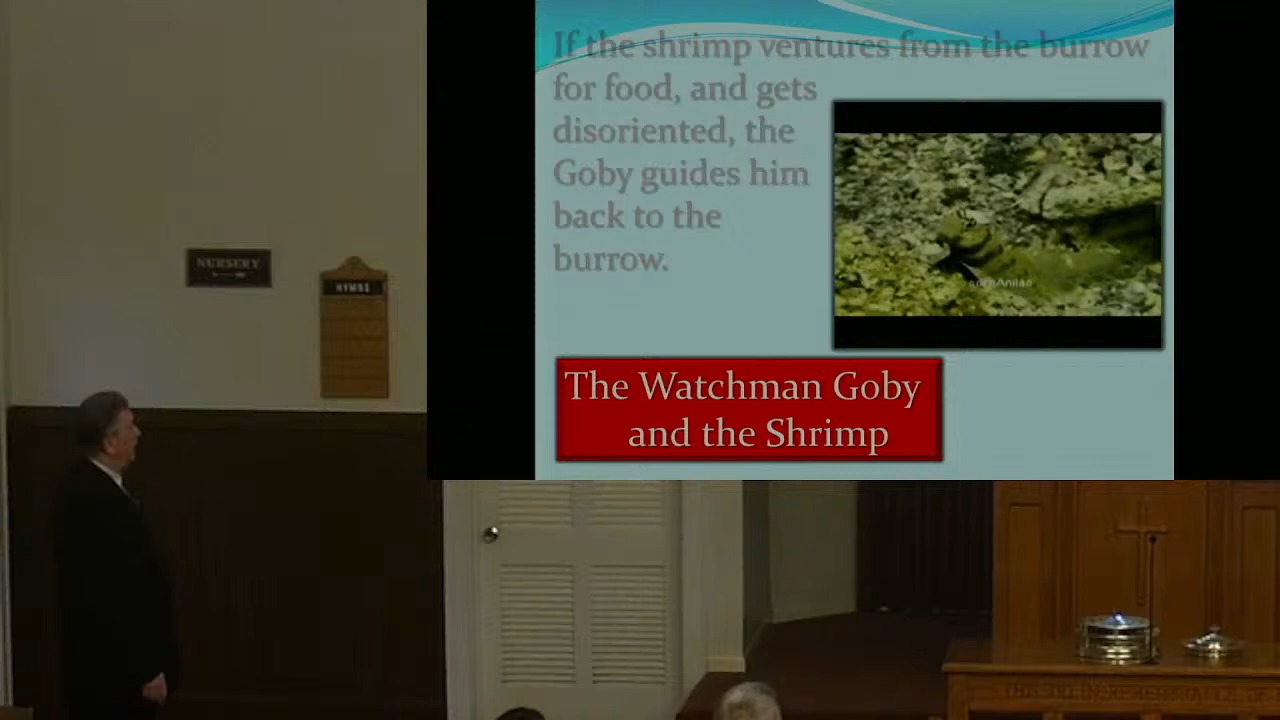 If the shrimp ventures from the burrow
for food, and gets
disoriented, the
Goby guides him
back to the
burrow.
The Watchman Goby
and the Shrimp
NURSERY
HYMNS